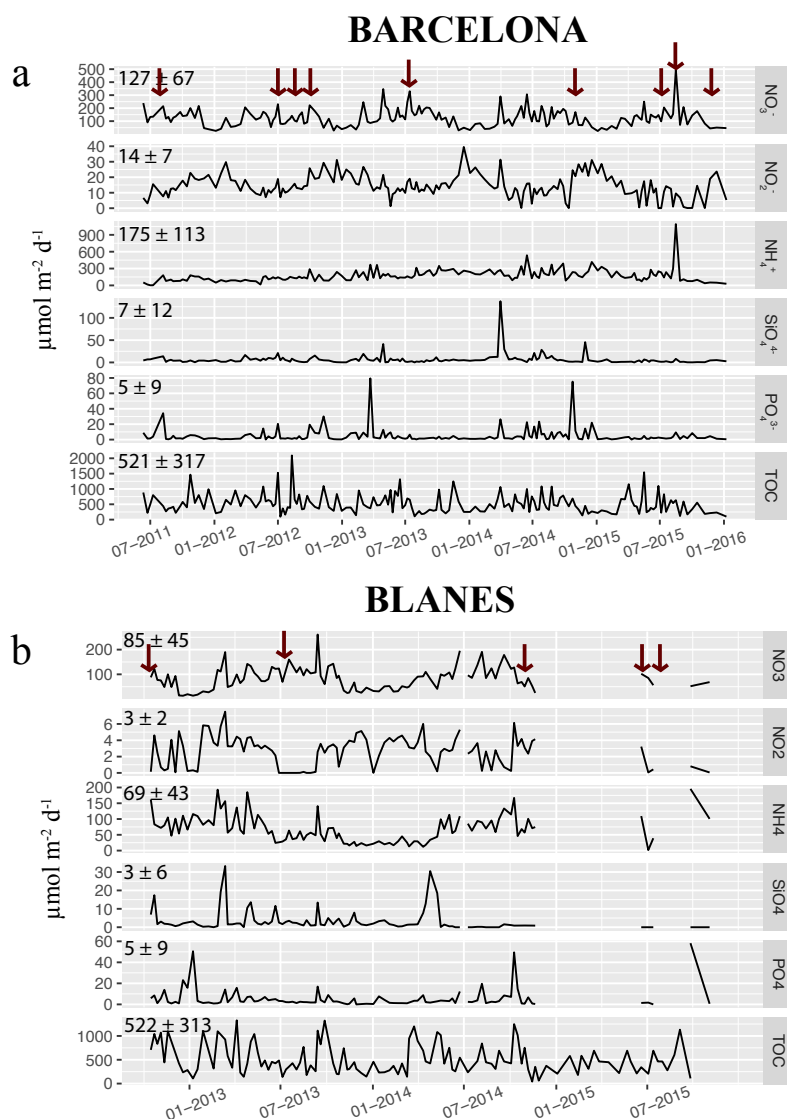 BARCELONA
a
µmol m⁻² d⁻¹
500
400
300
200
100
127 ± 67
NO₃⁻
40
30
20
10
0
14 ± 7
NO₂⁻
900
600
300
0
175 ± 113
NH₄⁺
100
50
0
7 ± 12
SiO₄⁴⁻
80
60
40
20
0
5 ± 9
PO₄³⁻
2000
1500
1000
500
0
521 ± 317
TOC
07−2011 01−2012 07−2012 01−2013 07−2013 01−2014 07−2014 01−2015 07−2015 01−2016
BLANES
b
µmol m⁻² d⁻¹
200
100
85 ± 45
NO3
6
4
2
0
3 ± 2
NO2
200
150
100
50
0
69 ± 43
NH4
30
20
10
0
3 ± 6
SiO4
60
40
20
0
5 ± 9
PO4
1000
500
0
522 ± 313
TOC
01−2013 07−2013 01−2014 07−2014 01−2015 07−2015